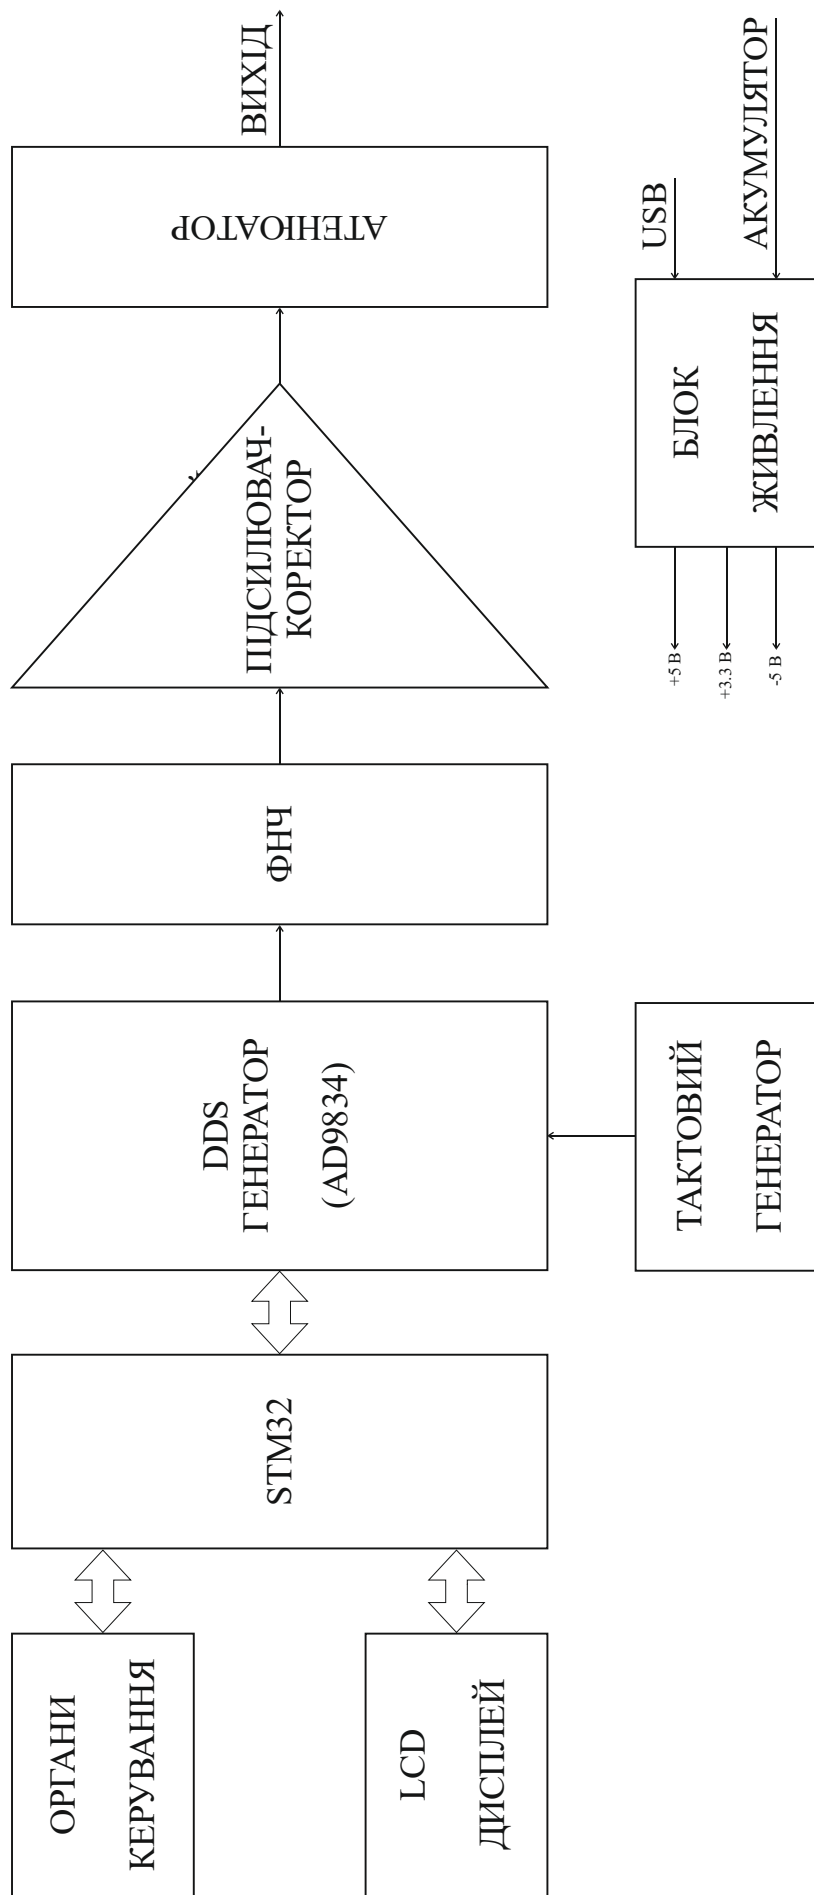 ОРГАНИ
КЕРУВАННЯ
LCD
ДИСПЛЕЙ
STM32
DDS
ГЕНЕРАТОР
(AD9834)
ТАКТОВИЙ
ГЕНЕРАТОР
ФНЧ
ПІДСИЛЮВАЧ-
КОРЕКТОР
АТЕНЮАТОР
ВИХІД
+5 В
+3.3 В
-5 В
БЛОК
ЖИВЛЕННЯ
USB
АКУМУЛЯТОР